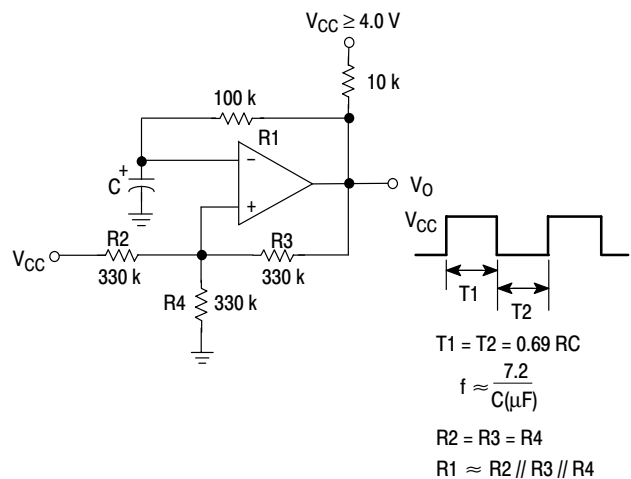 V_CC ≥ 4.0 V
10 k
100 k
R1
−
+
+
C
V_O
V_CC
R2
330 k
R3
330 k
R4
330 k
V_CC
T1
T2
T1 = T2 = 0.69 RC
f ≈ 7.2 / C(μF)
R2 = R3 = R4
R1 ≈ R2 // R3 // R4